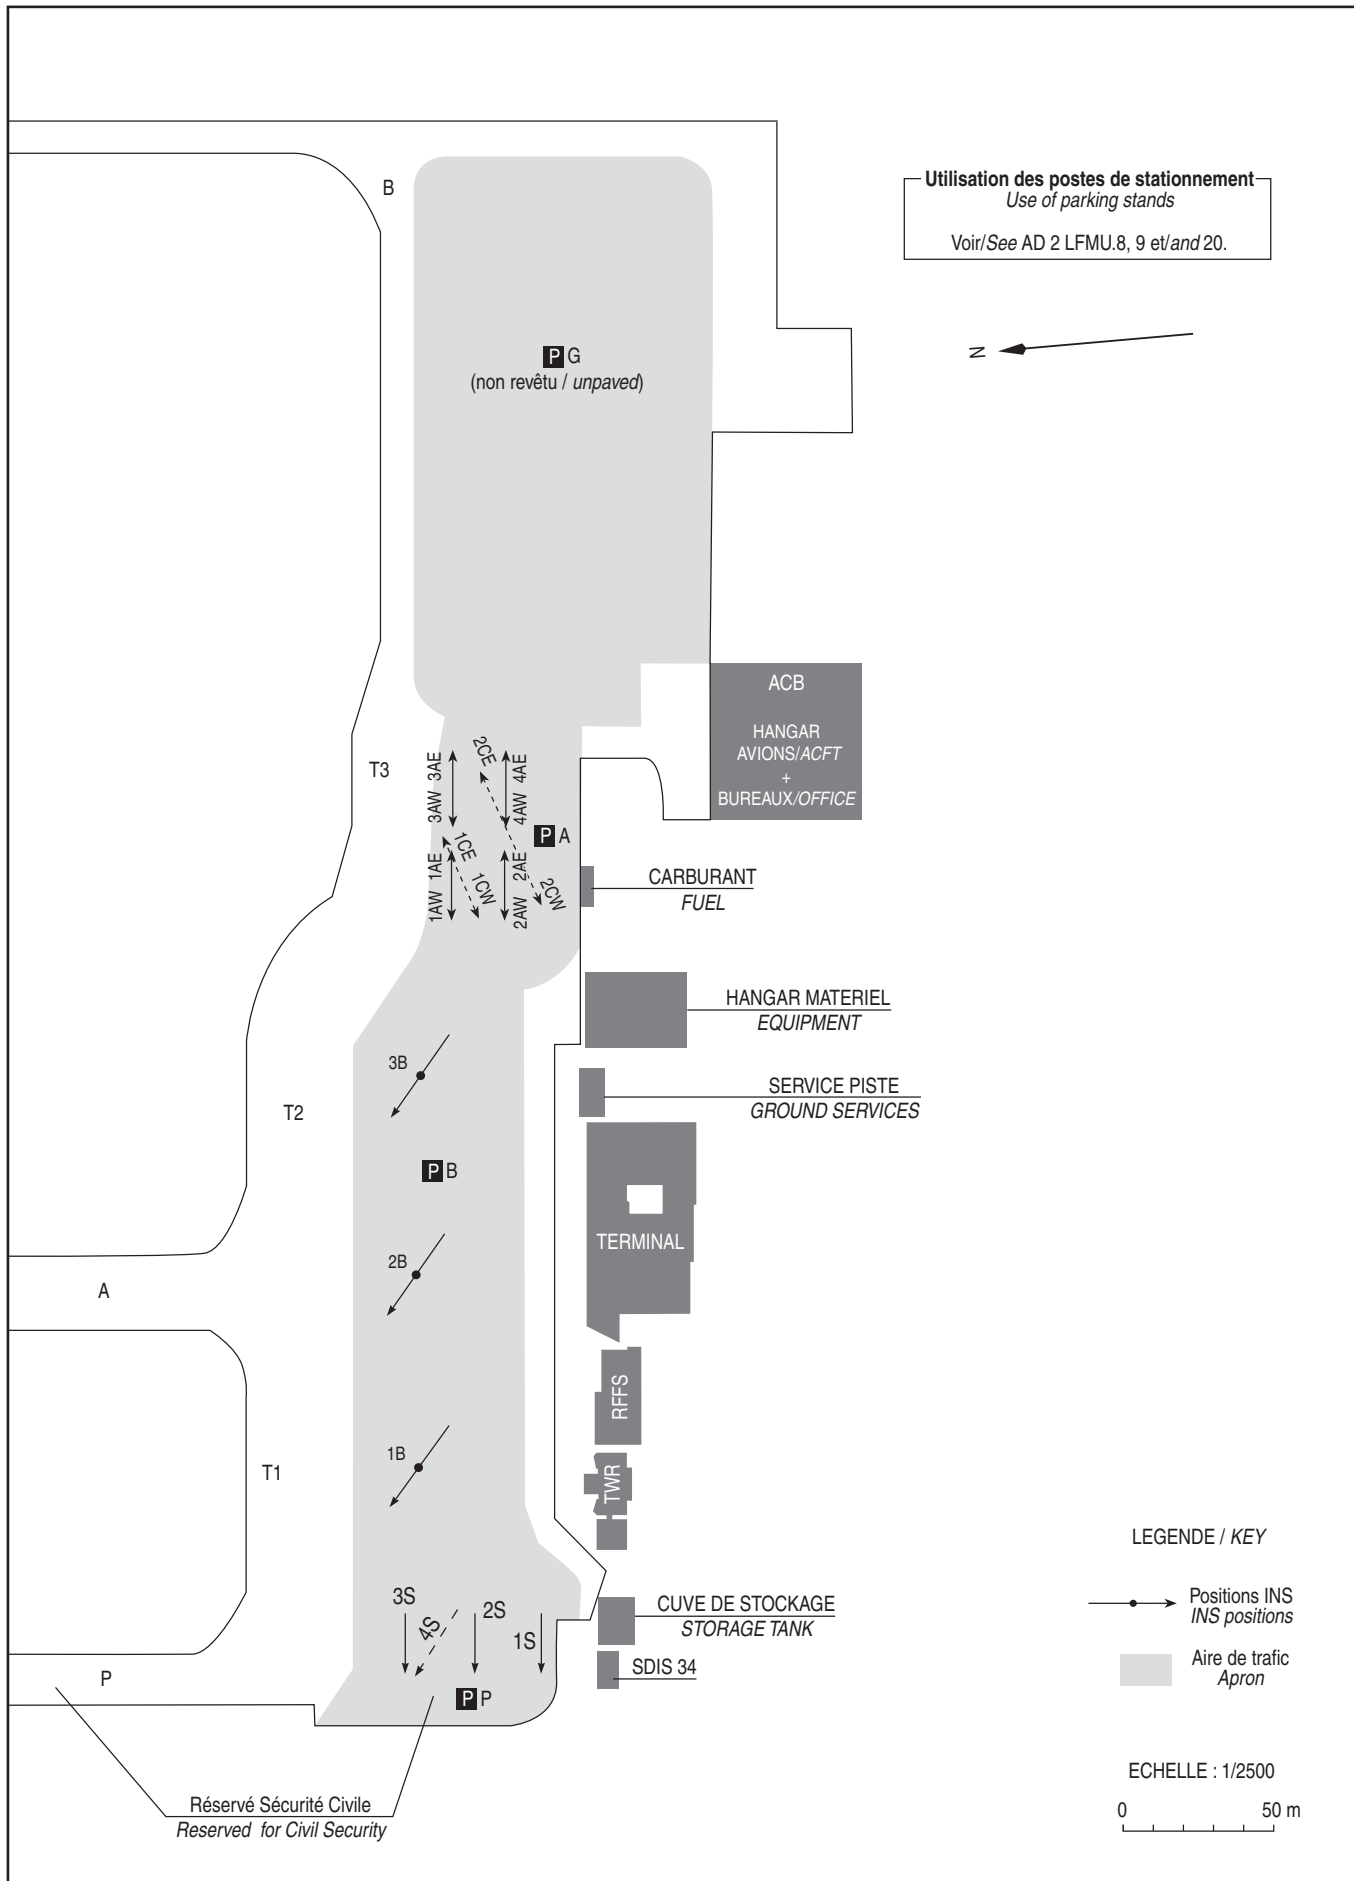 B
Utilisation des postes de stationnement
Use of parking stands
Voir/See AD 2 LFMU.8, 9 et/and 20.
N
P G
(non revêtu / unpaved)
ACB
HANGAR
AVIONS/ACFT
+
BUREAUX/OFFICE
T3
3AW 3AE
2CE
4AW 4AE
P A
1CE
1CW
1AW 1AE
2AW 2AE
2CW
CARBURANT
FUEL
HANGAR MATERIEL
EQUIPMENT
3B
SERVICE PISTE
GROUND SERVICES
T2
P B
TERMINAL
2B
A
RFFS
1B
T1
TWR
LEGENDE / KEY
Positions INS
INS positions
Aire de trafic
Apron
3S
4S
2S
1S
CUVE DE STOCKAGE
STORAGE TANK
SDIS 34
P
P P
Réservé Sécurité Civile
Reserved for Civil Security
ECHELLE : 1/2500
0 50 m